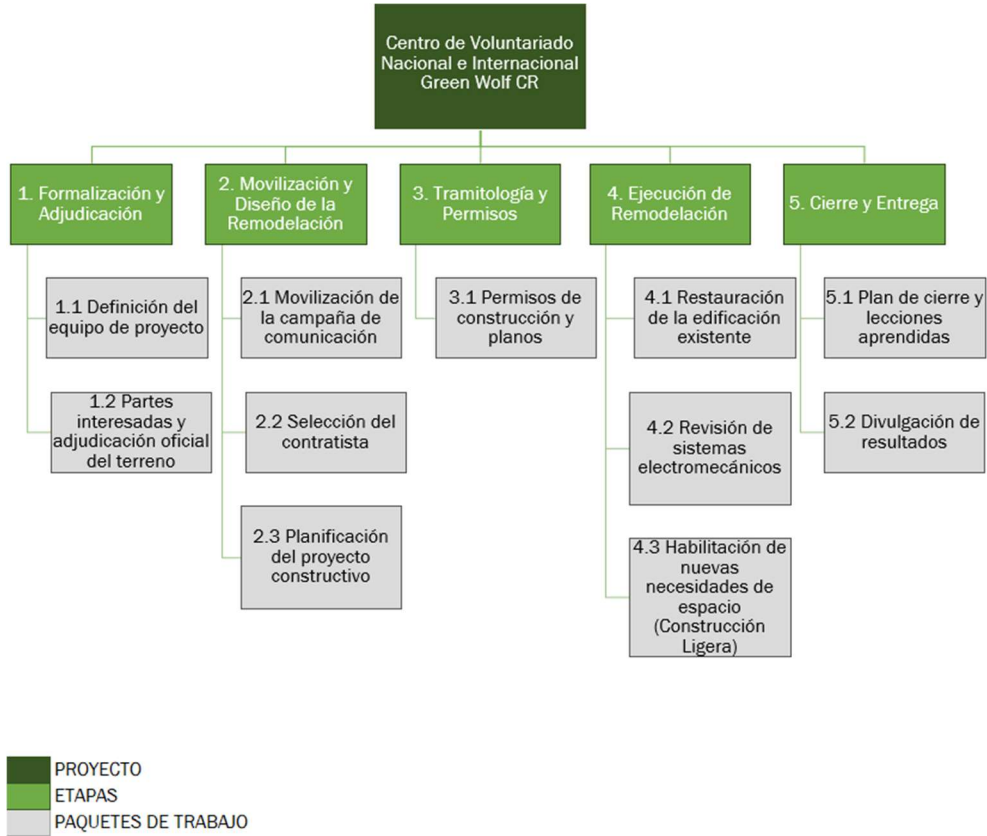 Centro de Voluntariado
Nacional e Internacional
Green Wolf CR
1. Formalización y
Adjudicación
2. Movilización y
Diseño de la
Remodelación
3. Tramitología y
Permisos
4. Ejecución de
Remodelación
5. Cierre y Entrega
1.1 Definición del
equipo de proyecto
1.2 Partes
interesadas y
adjudicación oficial
del terreno
2.1 Movilización de
la campaña de
comunicación
2.2 Selección del
contratista
2.3 Planificación
del proyecto
constructivo
3.1 Permisos de
construcción y
planos
4.1 Restauración
de la edificación
existente
4.2 Revisión de
sistemas
electromecánicos
4.3 Habilitación de
nuevas
necesidades de
espacio
(Construcción
Ligera)
5.1 Plan de cierre y
lecciones
aprendidas
5.2 Divulgación de
resultados
PROYECTO
ETAPAS
PAQUETES DE TRABAJO